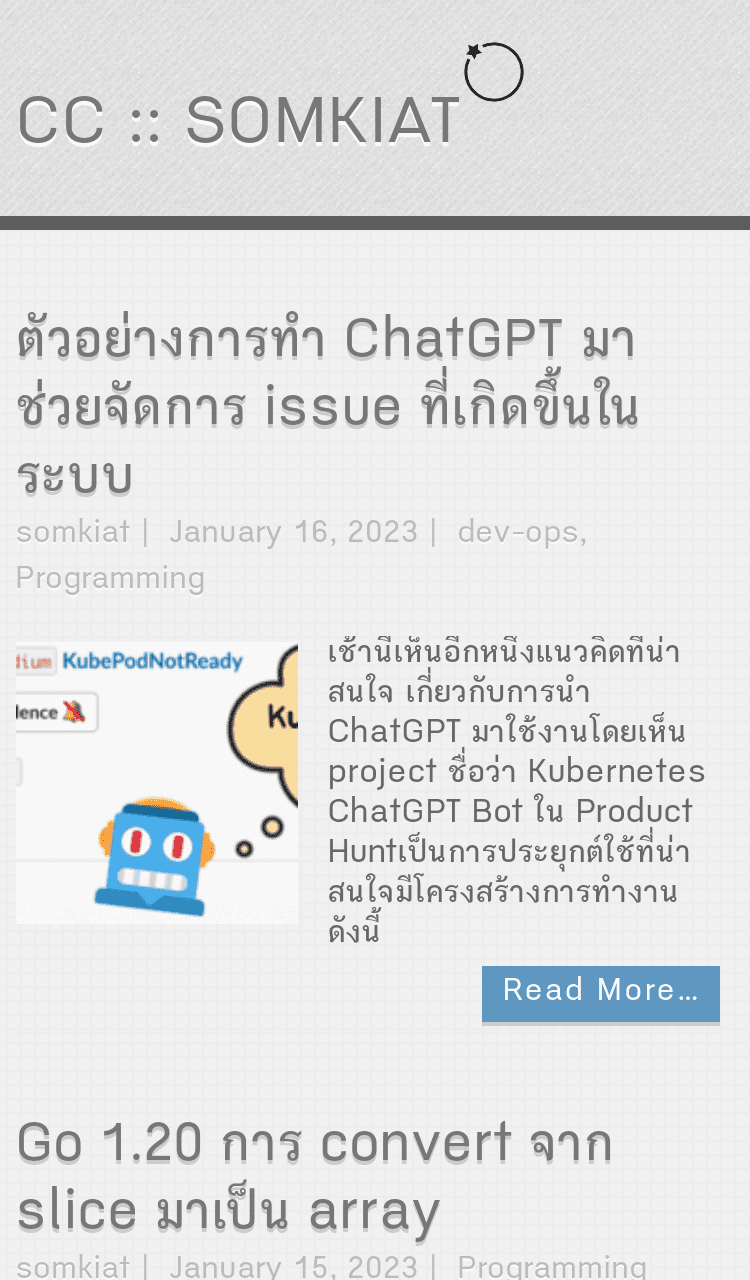 CC :: SOMKIAT
ตัวอย่างการทำ ChatGPT มา
ช่วยจัดการ issue ที่เกิดขึ้นใน
ระบบ
somkiat | January 16, 2023 | dev-ops,
Programming
dium KubePodNotReady
lence
Ku
เช้านี้เห็นอีกหนึ่งแนวคิดที่น่า
สนใจ เกี่ยวกับการนำ
ChatGPT มาใช้งานโดยเห็น
project ชื่อว่า Kubernetes
ChatGPT Bot ใน Product
Huntเป็นการประยุกต์ใช้ที่น่า
สนใจมีโครงสร้างการทำงาน
ดังนี้
Read More…
Go 1.20 การ convert จาก
slice มาเป็น array
somkiat | January 15, 2023 | Programming